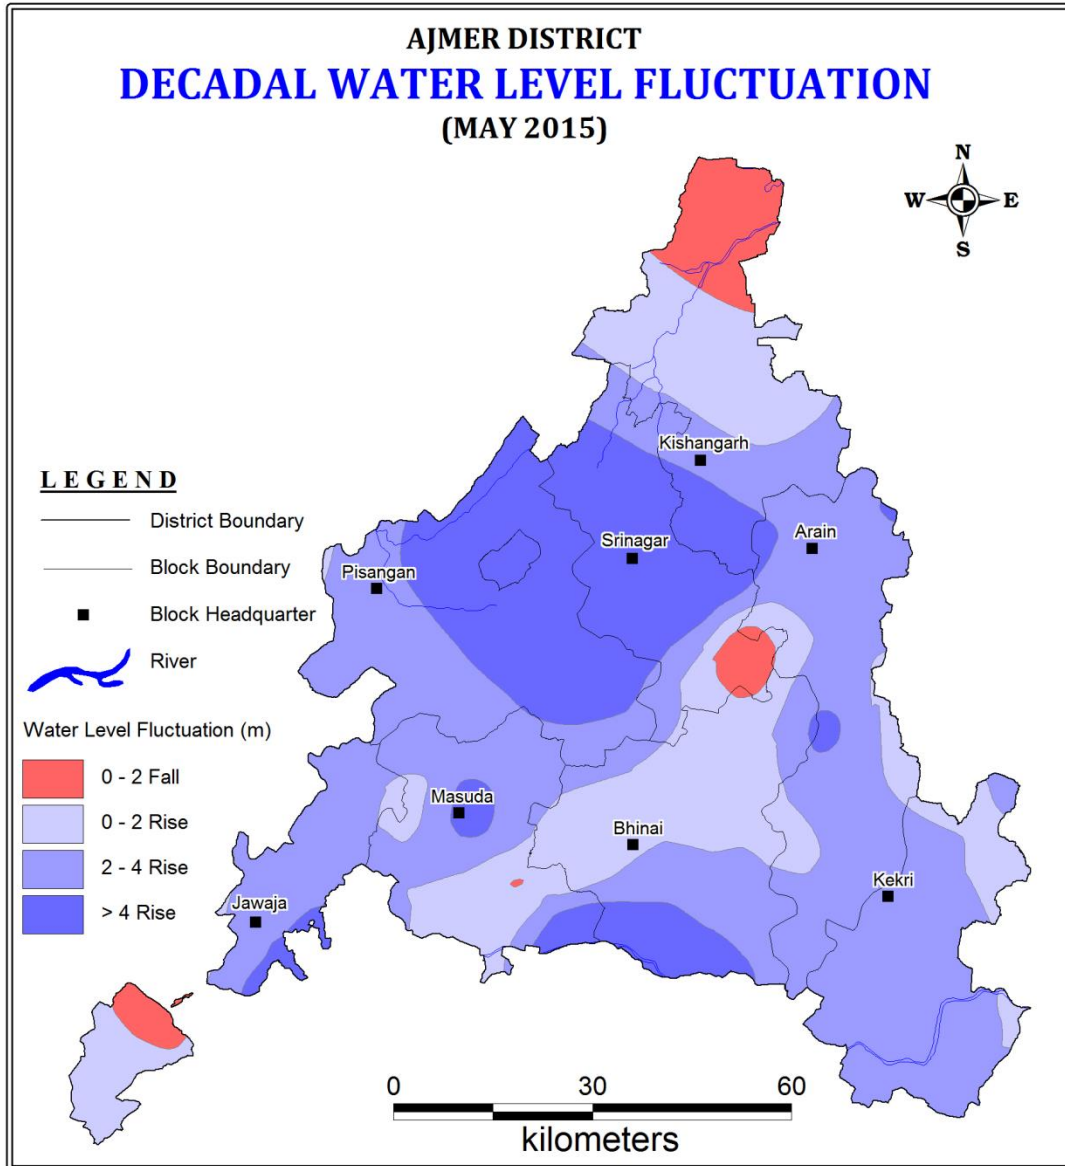 AJMER DISTRICT
DECADAL WATER LEVEL FLUCTUATION
(MAY 2015)
N
W E
S
Kishangarh
LEGEND
District Boundary
Srinagar
Arain
Block Boundary
Pisangan
Block Headquarter
River
Water Level Fluctuation (m)
0 - 2 Fall
Masuda
0 - 2 Rise
Bhinai
2 - 4 Rise
Kekri
> 4 Rise
Jawaja
0 30 60
kilometers